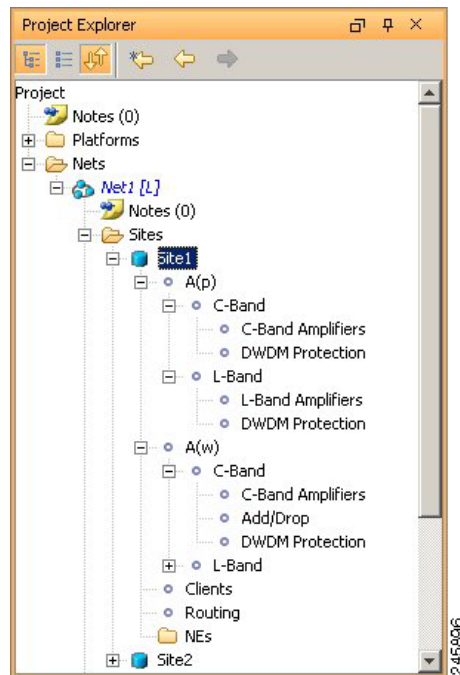 Project Explorer
Project
Notes (0)
Platforms
Nets
Net1 [L]
Notes (0)
Sites
Site1
A(p)
C-Band
C-Band Amplifiers
DWDM Protection
L-Band
L-Band Amplifiers
DWDM Protection
A(w)
C-Band
C-Band Amplifiers
Add/Drop
DWDM Protection
L-Band
Clients
Routing
NEs
Site2
245896